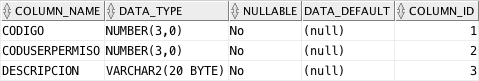 COLUMN_NAME DATA_TYPE NULLABLE DATA_DEFAULT COLUMN_ID
CODIGO NUMBER(3,0) No (null) 1
CODUSERPERMISO NUMBER(3,0) No (null) 2
DESCRIPCION VARCHAR2(20 BYTE) No (null) 3